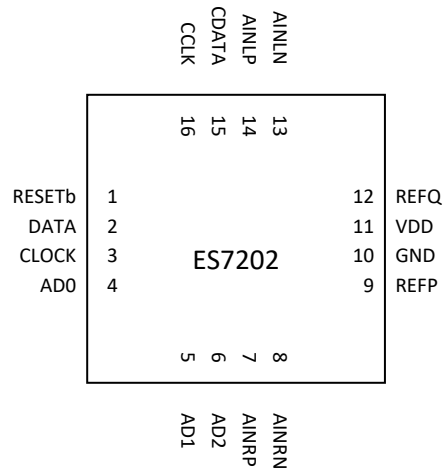 CCLK CDATA AINLP AINLN
16 15 14 13
RESETb 1 12 REFQ
DATA 2 11 VDD
CLOCK 3 10 GND
AD0 4 9 REFP
ES7202
5 6 7 8
AD1 AD2 AINRP AINRN